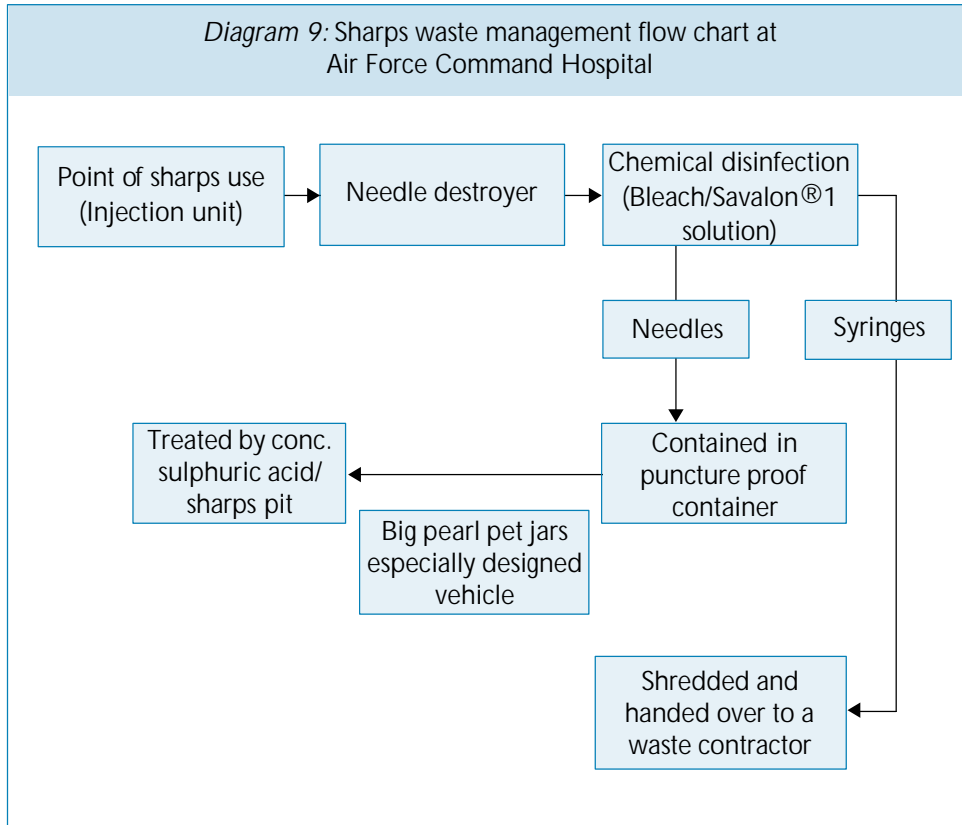 Diagram 9: Sharps waste management flow chart at
Air Force Command Hospital
Point of sharps use
(Injection unit)
Needle destroyer
Chemical disinfection
(Bleach/Savalon®1
solution)
Needles
Syringes
Treated by conc.
sulphuric acid/
sharps pit
Contained in
puncture proof
container
Big pearl pet jars
especially designed
vehicle
Shredded and
handed over to a
waste contractor